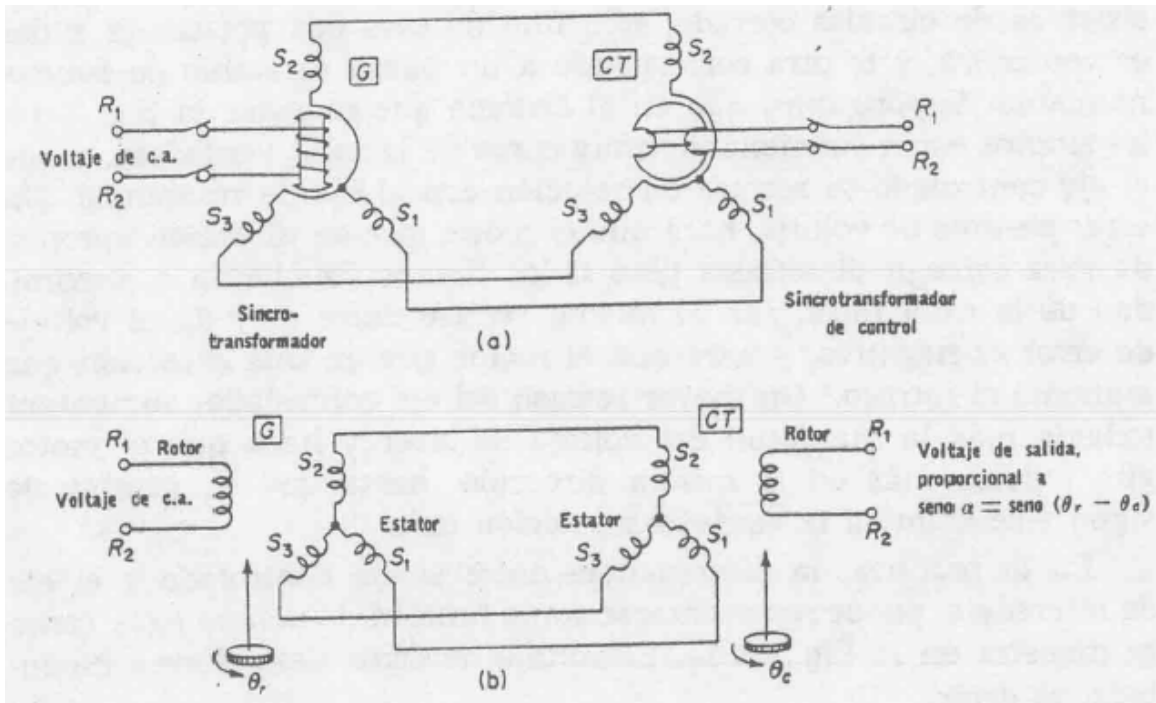 S₂
G
CT
S₂
R₁
R₁
Voltaje de c.a.
R₂
R₂
S₃
S₁
S₃
S₁
Sincro-
transformador
(a)
Sincrotransformador
de control
R₁
Rotor
G
CT
Rotor
R₁
S₂
S₂
Voltaje de salida,
proporcional a
seno α = seno (θr − θc)
Voltaje de c.a.
Estator
Estator
R₂
S₃
S₁
S₃
S₁
R₂
θr
(b)
θc